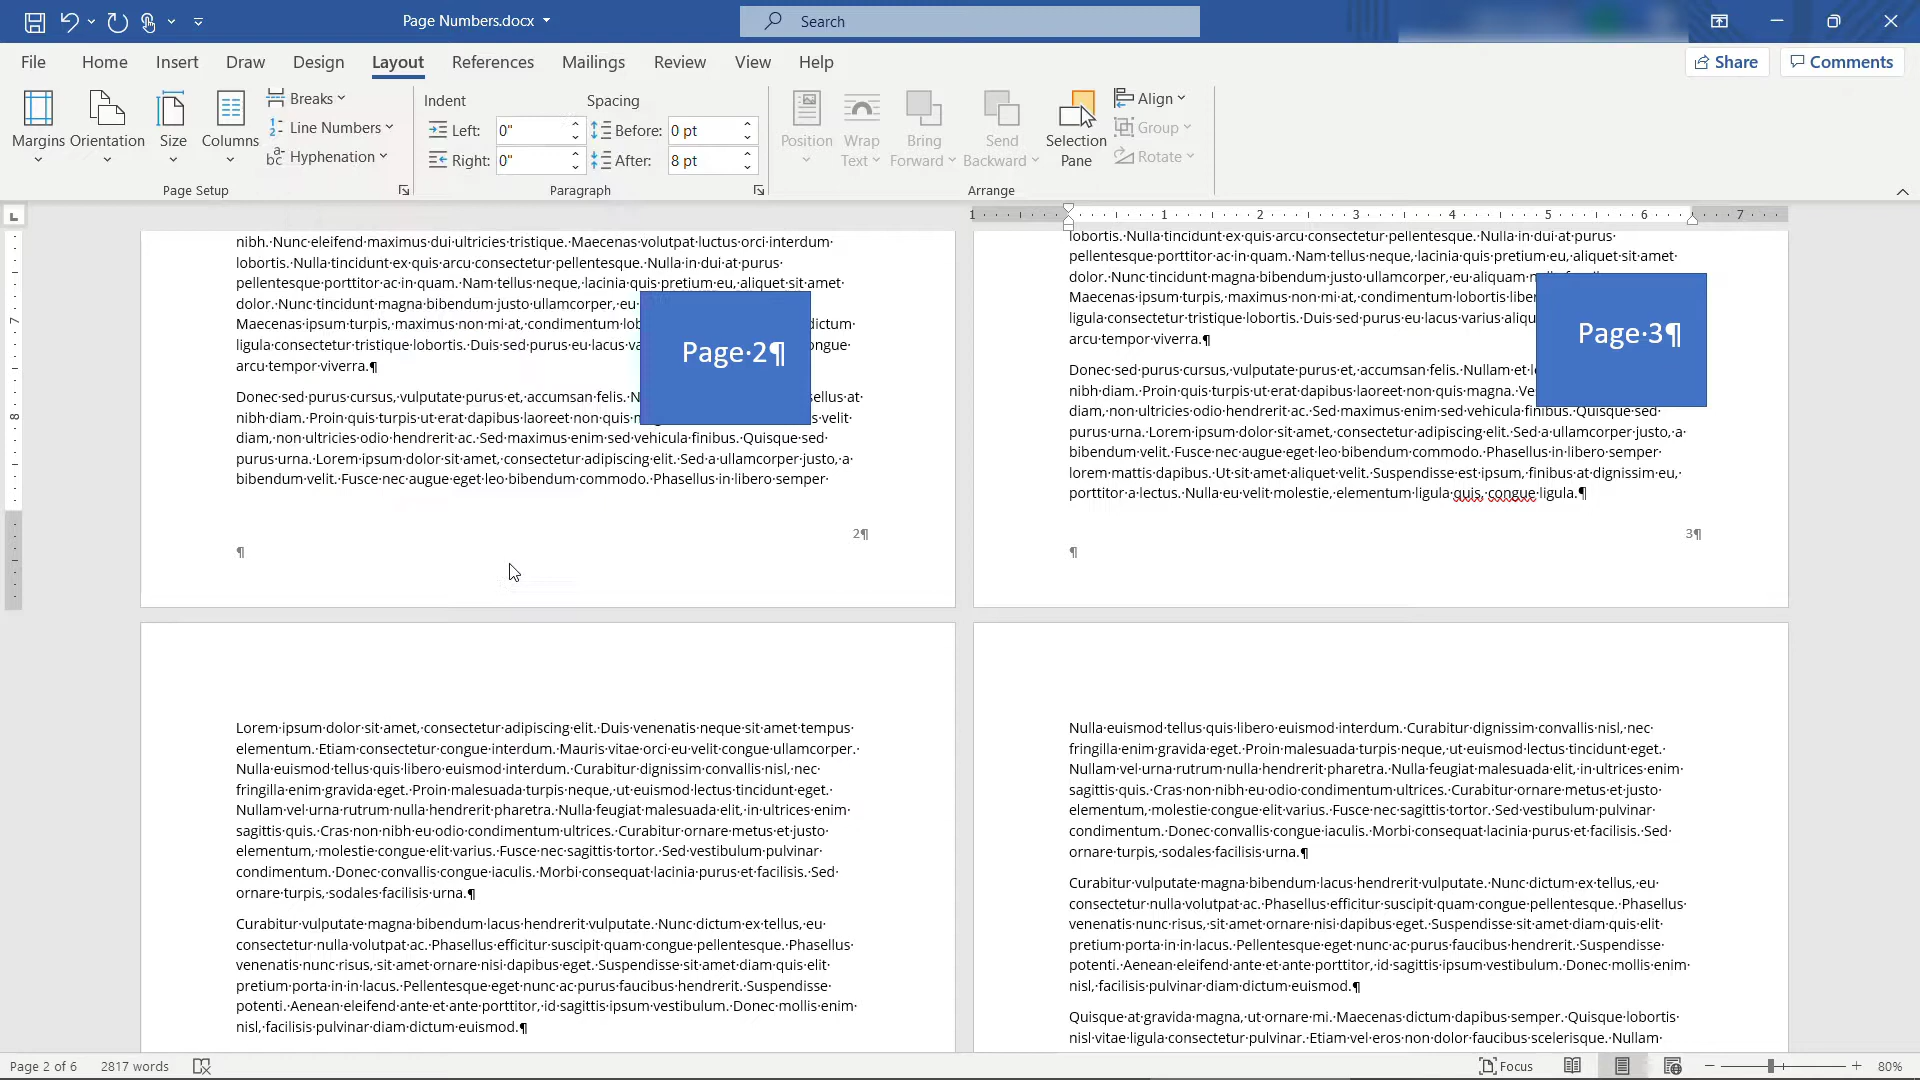 Page Numbers.docx
Search
File Home Insert Draw Design Layout References Mailings Review View Help
Share Comments
Margins Orientation Size Columns
Breaks
Line Numbers
Hyphenation
Page Setup
Indent Spacing
Left: 0" Before: 0 pt
Right: 0" After: 8 pt
Paragraph
Position Wrap Text Bring Forward Send Backward Selection Pane
Align
Group
Rotate
Arrange
L
1 1 2 3 4 5 6 7
7
8
nibh.·Nunc·eleifend·maximus·dui·ultricies·tristique.·Maecenas·volutpat·luctus·orci·interdum·
lobortis.·Nulla·tincidunt·ex·quis·arcu·consectetur·pellentesque.·Nulla·in·dui·at·purus·
pellentesque·porttitor·ac·in·quam.·Nam·tellus·neque,·lacinia·quis·pretium·eu,·aliquet·sit·amet·
dolor.·Nunc·tincidunt·magna·bibendum·justo·ullamcorper,·eu·
Maecenas·ipsum·turpis,·maximus·non·mi·at,·condimentum· dictum·
ligula·consectetur·tristique·lobortis.·Duis·sed·purus·eu·lacus·
arcu·tempor·viverra.¶
Donec·sed·purus·cursus,·vulputate·purus·et,·accumsan·felis.· at·
nibh·diam.·Proin·quis·turpis·ut·erat·dapibus·laoreet·non·quis· velit·
diam,·non·ultricies·odio·hendrerit·ac.·Sed·maximus·enim·sed·vehicula·finibus.·Quisque·sed·
purus·urna.·Lorem·ipsum·dolor·sit·amet,·consectetur·adipiscing·elit.·Sed·a·ullamcorper·justo,·a·
bibendum·velit.·Fusce·nec·augue·eget·leo·bibendum·commodo.·Phasellus·in·libero·semper·
Page·2¶
2¶
¶
lobortis.·Nulla·tincidunt·ex·quis·arcu·consectetur·pellentesque.·Nulla·in·dui·at·purus·
pellentesque·porttitor·ac·in·quam.·Nam·tellus·neque,·lacinia·quis·pretium·eu,·aliquet·sit·amet·
dolor.·Nunc·tincidunt·magna·bibendum·justo·ullamcorper,·eu·aliquam·
Maecenas·ipsum·turpis,·maximus·non·mi·at,·condimentum·lobortis·
ligula·consectetur·tristique·lobortis.·Duis·sed·purus·eu·lacus·varius·
arcu·tempor·viverra.¶
Donec·sed·purus·cursus,·vulputate·purus·et,·accumsan·felis.·Nullam·et·
nibh·diam.·Proin·quis·turpis·ut·erat·dapibus·laoreet·non·quis·magna.·
diam,·non·ultricies·odio·hendrerit·ac.·Sed·maximus·enim·sed·vehicula·finibus.·Quisque·sed·
purus·urna.·Lorem·ipsum·dolor·sit·amet,·consectetur·adipiscing·elit.·Sed·a·ullamcorper·justo,·a·
bibendum·velit.·Fusce·nec·augue·eget·leo·bibendum·commodo.·Phasellus·in·libero·semper·
lorem·mattis·dapibus.·Ut·sit·amet·aliquet·velit.·Suspendisse·est·ipsum,·finibus·at·dignissim·eu,·
porttitor·a·lectus.·Nulla·eu·velit·molestie,·elementum·ligula·quis,·congue·ligula.¶
Page·3¶
3¶
¶
Lorem·ipsum·dolor·sit·amet,·consectetur·adipiscing·elit.·Duis·venenatis·neque·sit·amet·tempus·
elementum.·Etiam·consectetur·congue·interdum.·Mauris·vitae·orci·eu·velit·congue·ullamcorper.·
Nulla·euismod·tellus·quis·libero·euismod·interdum.·Curabitur·dignissim·convallis·nisl,·nec·
fringilla·enim·gravida·eget.·Proin·malesuada·turpis·neque,·ut·euismod·lectus·tincidunt·eget.·
Nullam·vel·urna·rutrum·nulla·hendrerit·pharetra.·Nulla·feugiat·malesuada·elit,·in·ultrices·enim·
sagittis·quis.·Cras·non·nibh·eu·odio·condimentum·ultrices.·Curabitur·ornare·metus·et·justo·
elementum,·molestie·congue·elit·varius.·Fusce·nec·sagittis·tortor.·Sed·vestibulum·pulvinar·
condimentum.·Donec·convallis·congue·iaculis.·Morbi·consequat·lacinia·purus·et·facilisis.·Sed·
ornare·turpis,·sodales·facilisis·urna.¶
Curabitur·vulputate·magna·bibendum·lacus·hendrerit·vulputate.·Nunc·dictum·ex·tellus,·eu·
consectetur·nulla·volutpat·ac.·Phasellus·efficitur·suscipit·quam·congue·pellentesque.·Phasellus·
venenatis·nunc·risus,·sit·amet·ornare·nisi·dapibus·eget.·Suspendisse·sit·amet·diam·quis·elit·
pretium·porta·in·in·lacus.·Pellentesque·eget·nunc·ac·purus·faucibus·hendrerit.·Suspendisse·
potenti.·Aenean·eleifend·ante·et·ante·porttitor,·id·sagittis·ipsum·vestibulum.·Donec·mollis·enim·
nisl,·facilisis·pulvinar·diam·dictum·euismod.¶
Nulla·euismod·tellus·quis·libero·euismod·interdum.·Curabitur·dignissim·convallis·nisl,·nec·
fringilla·enim·gravida·eget.·Proin·malesuada·turpis·neque,·ut·euismod·lectus·tincidunt·eget.·
Nullam·vel·urna·rutrum·nulla·hendrerit·pharetra.·Nulla·feugiat·malesuada·elit,·in·ultrices·enim·
sagittis·quis.·Cras·non·nibh·eu·odio·condimentum·ultrices.·Curabitur·ornare·metus·et·justo·
elementum,·molestie·congue·elit·varius.·Fusce·nec·sagittis·tortor.·Sed·vestibulum·pulvinar·
condimentum.·Donec·convallis·congue·iaculis.·Morbi·consequat·lacinia·purus·et·facilisis.·Sed·
ornare·turpis,·sodales·facilisis·urna.¶
Curabitur·vulputate·magna·bibendum·lacus·hendrerit·vulputate.·Nunc·dictum·ex·tellus,·eu·
consectetur·nulla·volutpat·ac.·Phasellus·efficitur·suscipit·quam·congue·pellentesque.·Phasellus·
venenatis·nunc·risus,·sit·amet·ornare·nisi·dapibus·eget.·Suspendisse·sit·amet·diam·quis·elit·
pretium·porta·in·in·lacus.·Pellentesque·eget·nunc·ac·purus·faucibus·hendrerit.·Suspendisse·
potenti.·Aenean·eleifend·ante·et·ante·porttitor,·id·sagittis·ipsum·vestibulum.·Donec·mollis·enim·
nisl,·facilisis·pulvinar·diam·dictum·euismod.¶
Quisque·at·gravida·magna,·ut·ornare·mi.·Maecenas·dictum·dapibus·semper.·Quisque·lobortis·
nisl·vitae·ligula·consectetur·pulvinar.·Etiam·vel·eros·non·dolor·faucibus·scelerisque.·Nullam·
Page 2 of 6 2817 words
Focus 80%